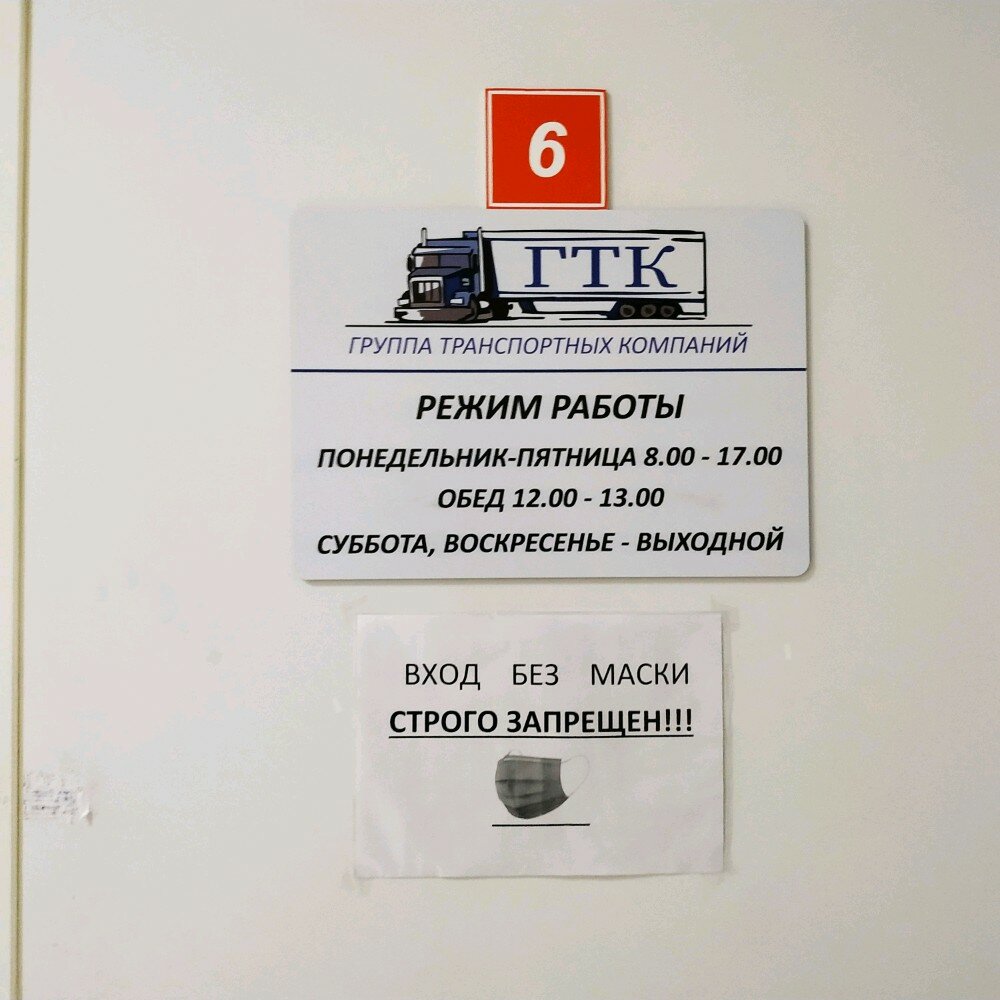 6
ГТК
ГРУППА ТРАНСПОРТНЫХ КОМПАНИЙ
РЕЖИМ РАБОТЫ
ПОНЕДЕЛЬНИК-ПЯТНИЦА 8.00 - 17.00
ОБЕД 12.00 - 13.00
СУББОТА, ВОСКРЕСЕНЬЕ - ВЫХОДНОЙ
ВХОД БЕЗ МАСКИ
СТРОГО ЗАПРЕЩЕН!!!